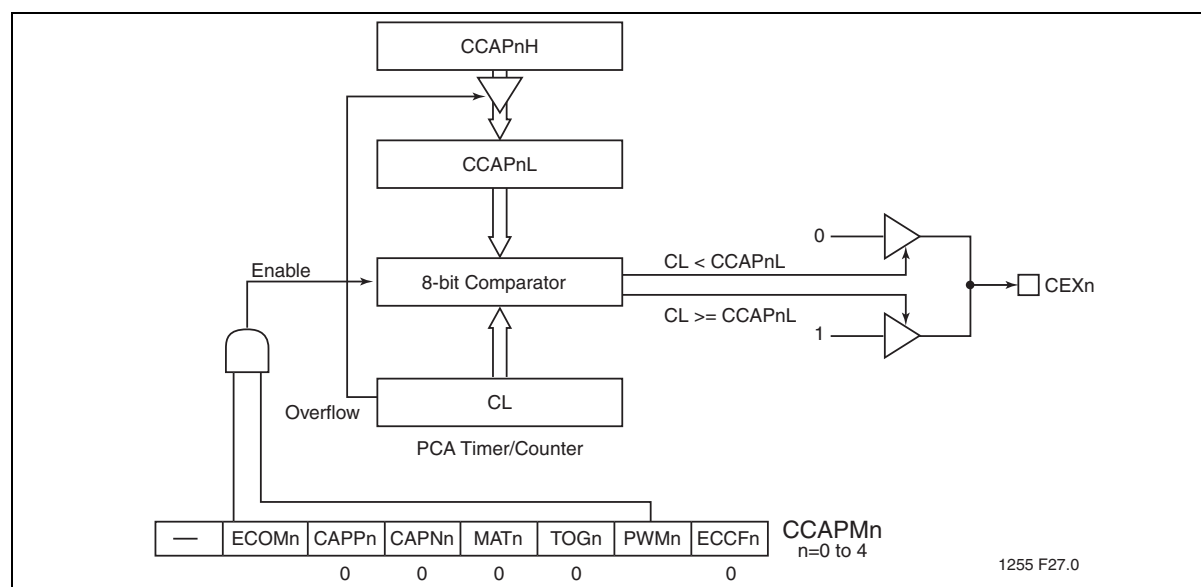 CCAPnH
CCAPnL
0
CL < CCAPnL
Enable
8-bit Comparator
CEXn
CL >= CCAPnL
1
CL
Overflow
PCA Timer/Counter
— ECOMn CAPPn CAPNn MATn TOGn PWMn ECCFn CCAPMn
n=0 to 4
0 0 0 0 0
1255 F27.0